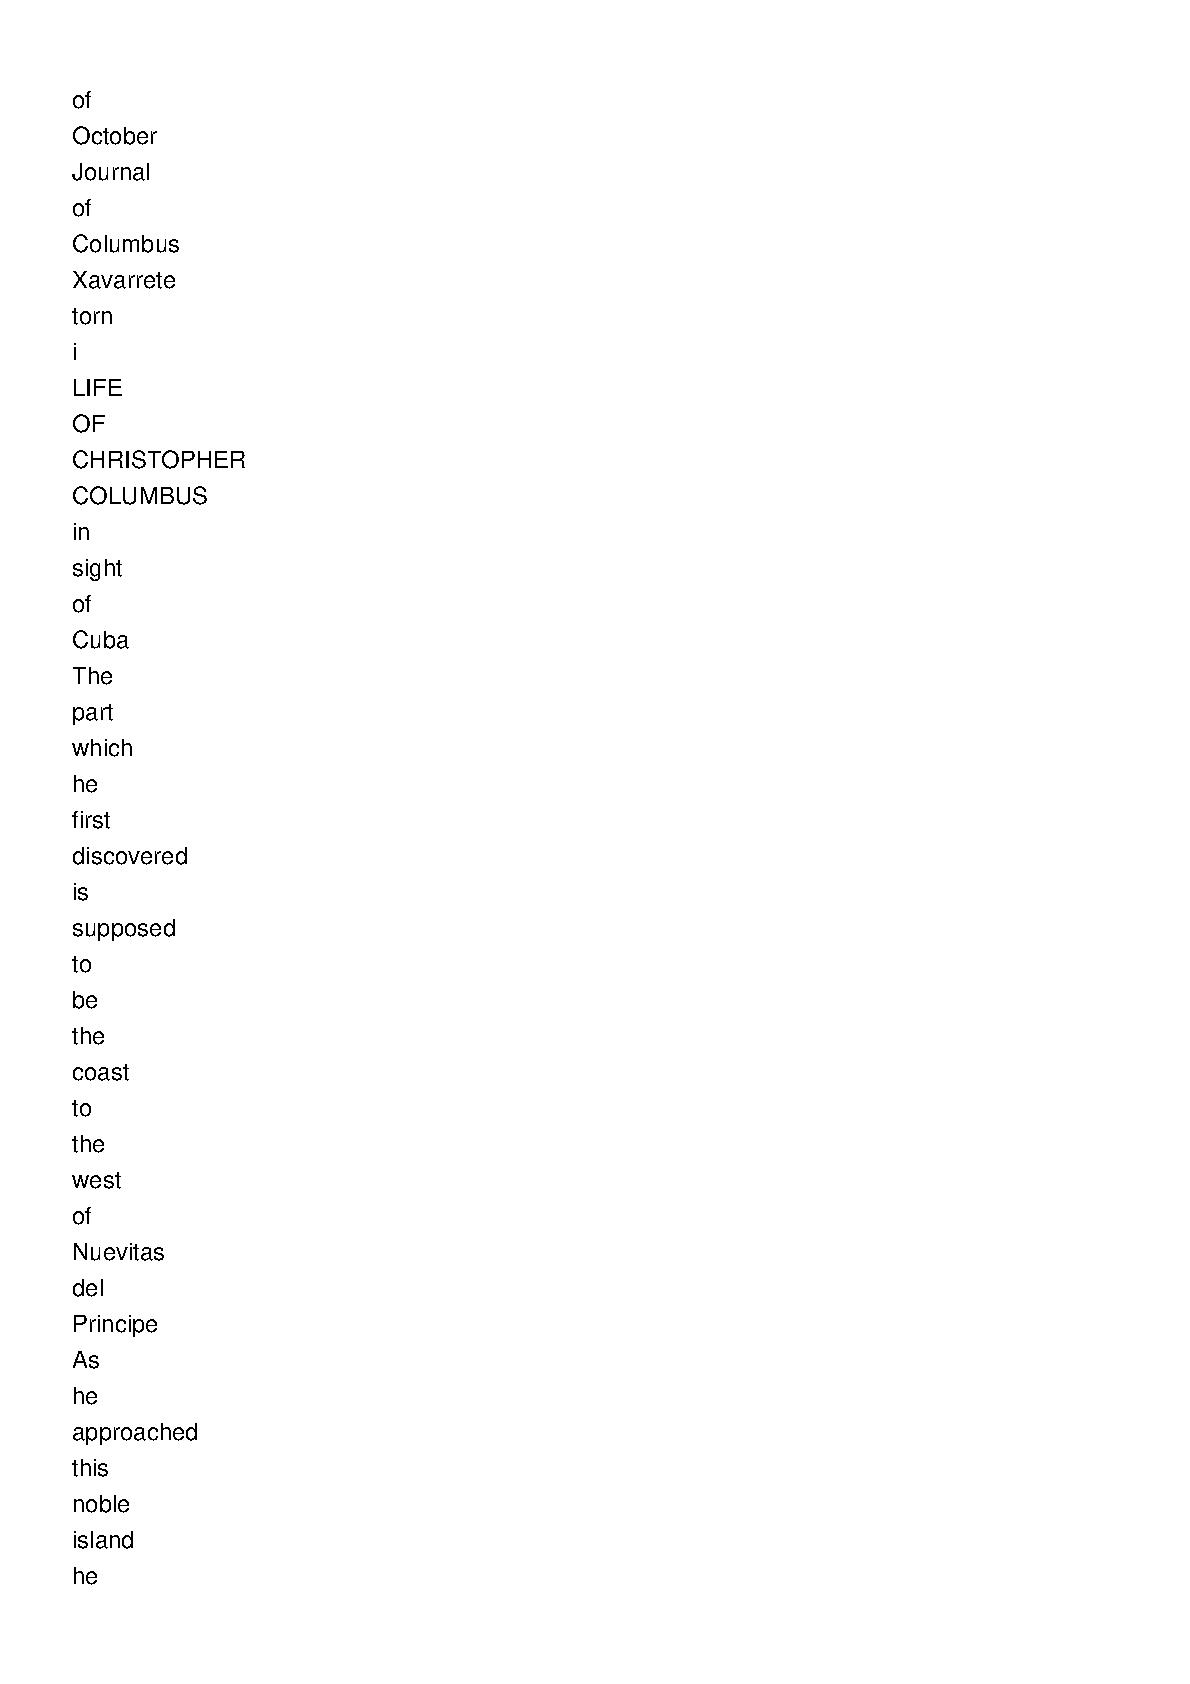 of
October
Journal
of
Columbus
Xavarrete
torn
i
LIFE
OF
CHRISTOPHER
COLUMBUS
in
sight
of
Cuba
The
part
which
he
first
discovered
is
supposed
to
be
the
coast
to
the
west
of
Nuevitas
del
Principe
As
he
approached
this
noble
island
he